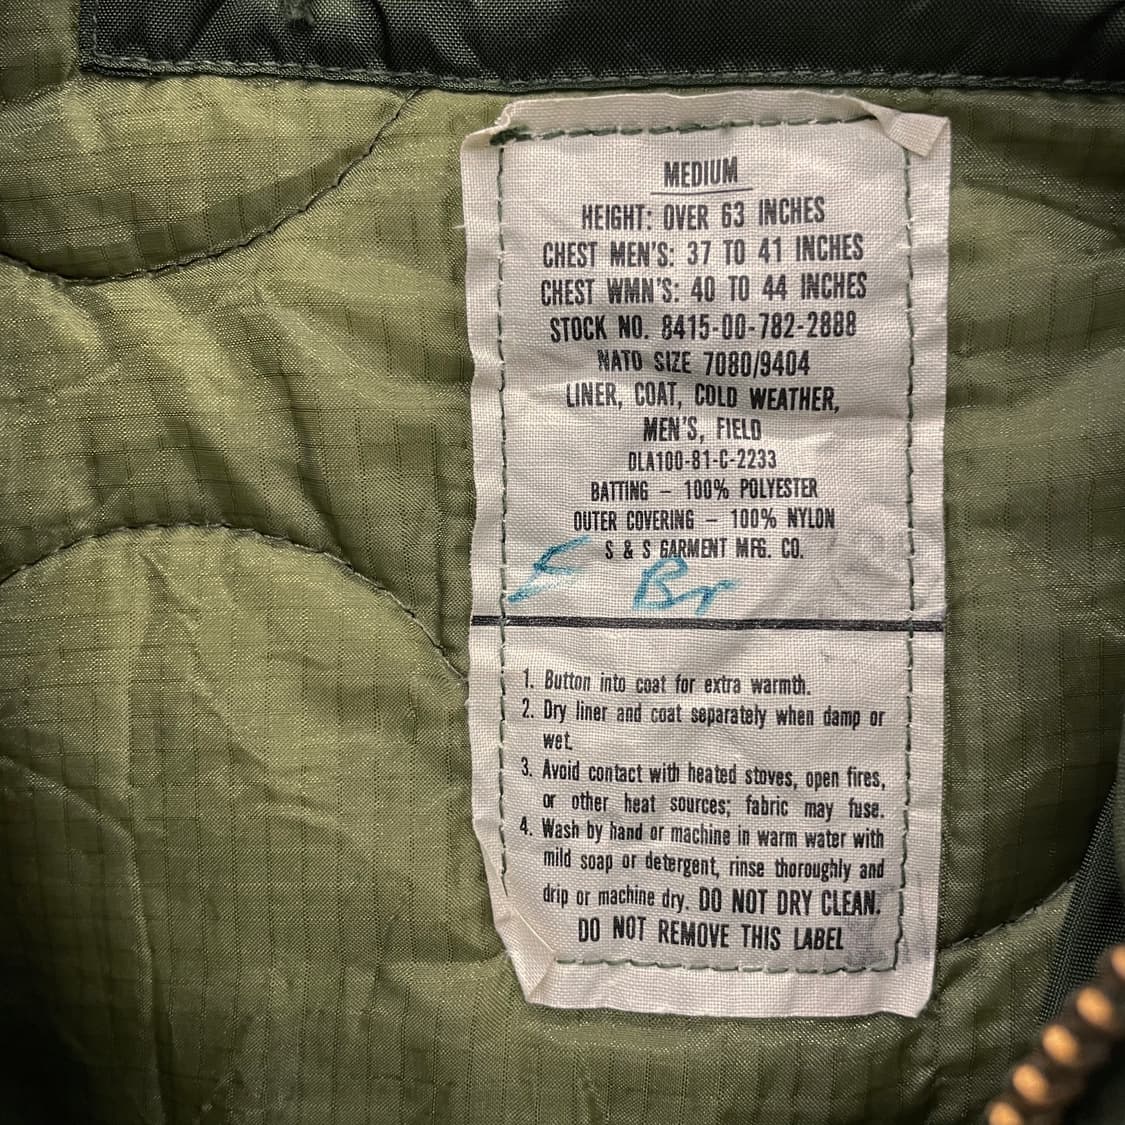 MEDIUM
HEIGHT: OVER 63 INCHES
CHEST MEN'S: 37 TO 41 INCHES
CHEST WMN'S: 40 TO 44 INCHES
STOCK NO. 8415-00-782-2888
NATO SIZE 7080/9404
LINER, COAT, COLD WEATHER,
MEN'S, FIELD
DLA100-81-C-2233
BATTING – 100% POLYESTER
OUTER COVERING – 100% NYLON
S & S GARMENT MFG. CO.
Br
1. Button into coat for extra warmth.
2. Dry liner and coat separately when damp or
wet.
3. Avoid contact with heated stoves, open fires,
or other heat sources; fabric may fuse.
4. Wash by hand or machine in warm water with
mild soap or detergent, rinse thoroughly and
drip or machine dry. DO NOT DRY CLEAN.
DO NOT REMOVE THIS LABEL